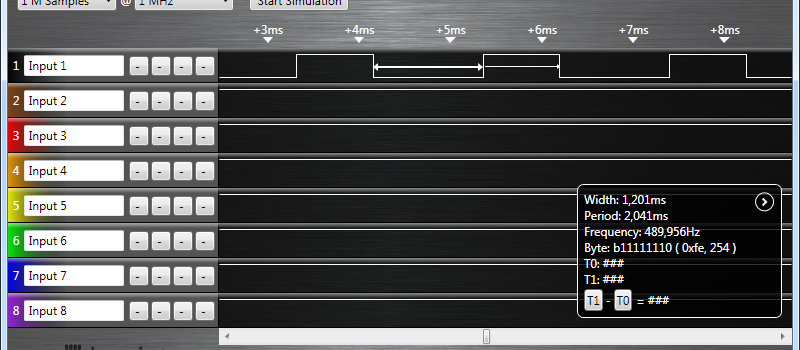 1 M Samples @ 1 MHz Start Simulation
+3ms +4ms +5ms +6ms +7ms +8ms
1 Input 1 - - - -
2 Input 2 - - - -
3 Input 3 - - - -
4 Input 4 - - - -
5 Input 5 - - - -
6 Input 6 - - - -
7 Input 7 - - - -
8 Input 8 - - - -
Width: 1,201ms
Period: 2,041ms
Frequency: 489,956Hz
Byte: b11111110 ( 0xfe, 254 )
T0: ###
T1: ###
T1 - T0 = ###